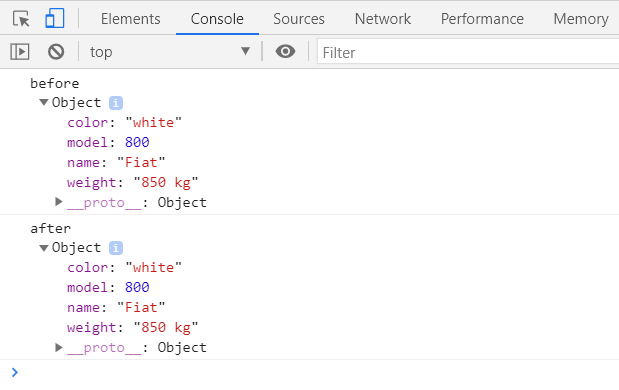 Elements Console Sources Network Performance Memory
top Filter
before
Object i
color: "white"
model: 800
name: "Fiat"
weight: "850 kg"
__proto__: Object
after
Object i
color: "white"
model: 800
name: "Fiat"
weight: "850 kg"
__proto__: Object